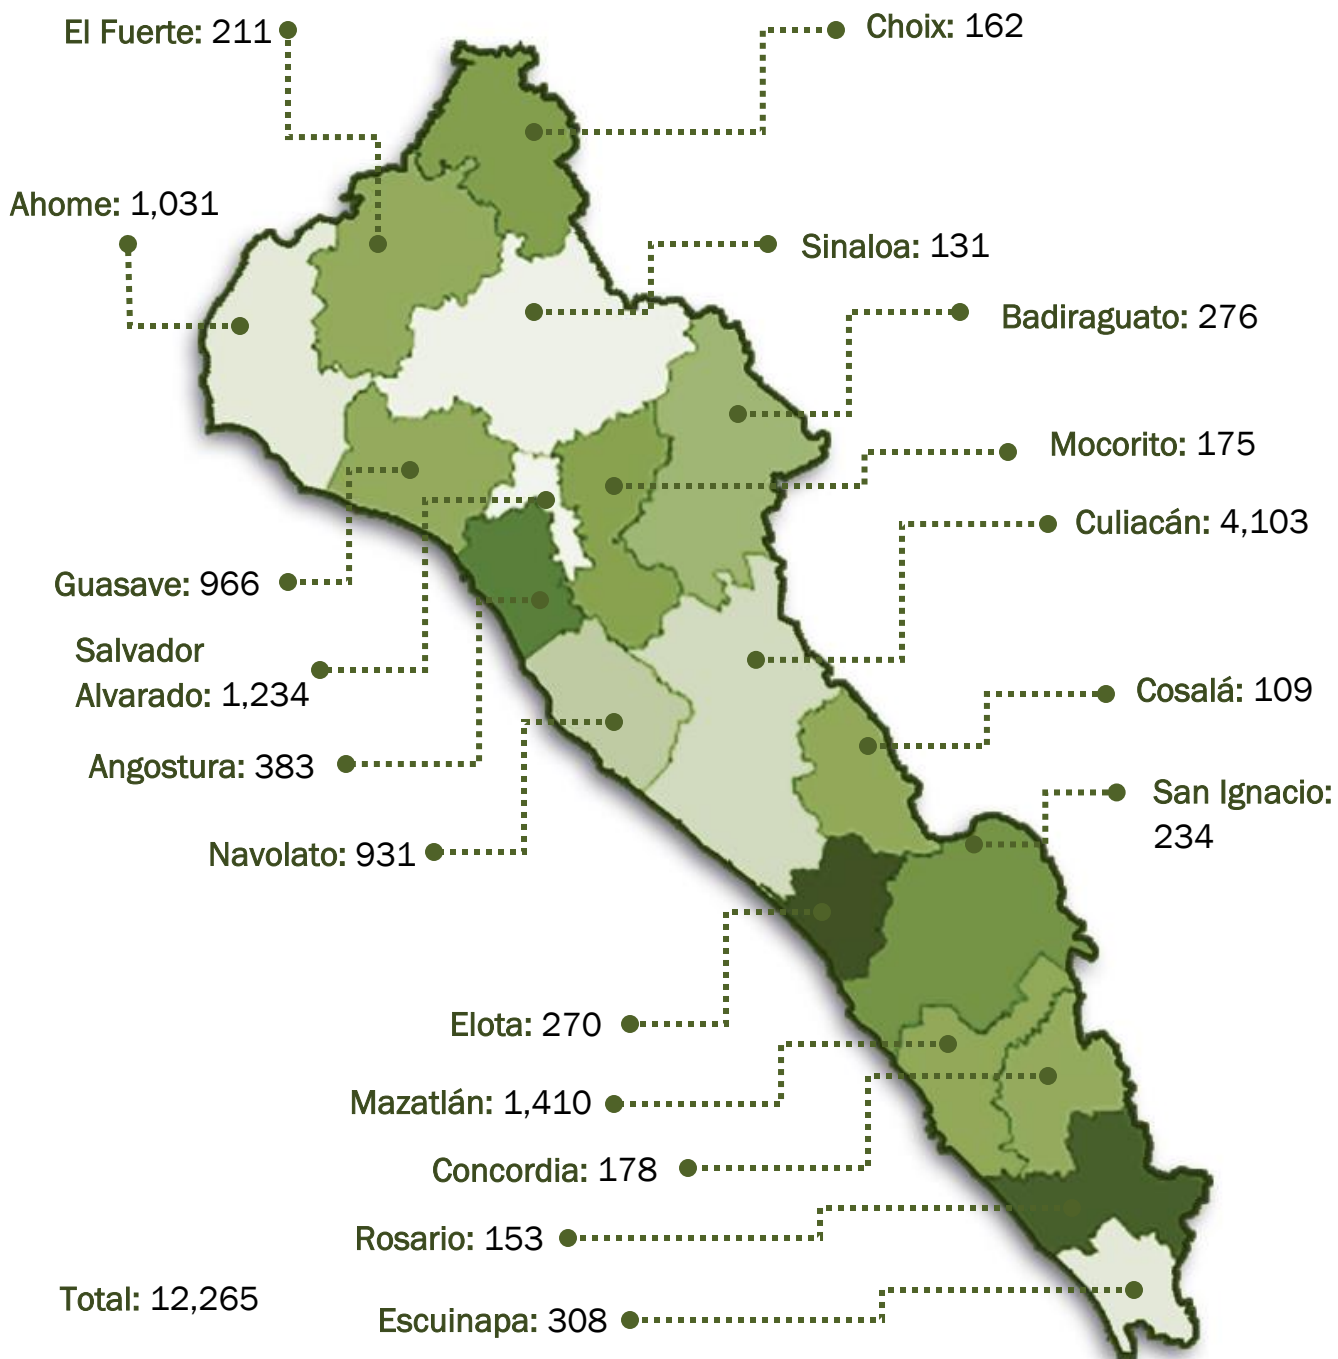 El Fuerte: 211
Choix: 162
Ahome: 1,031
Sinaloa: 131
Badiraguato: 276
Mocorito: 175
Culiacán: 4,103
Guasave: 966
Salvador
Alvarado: 1,234
Cosalá: 109
Angostura: 383
San Ignacio:
234
Navolato: 931
Elota: 270
Mazatlán: 1,410
Concordia: 178
Rosario: 153
Total: 12,265
Escuinapa: 308